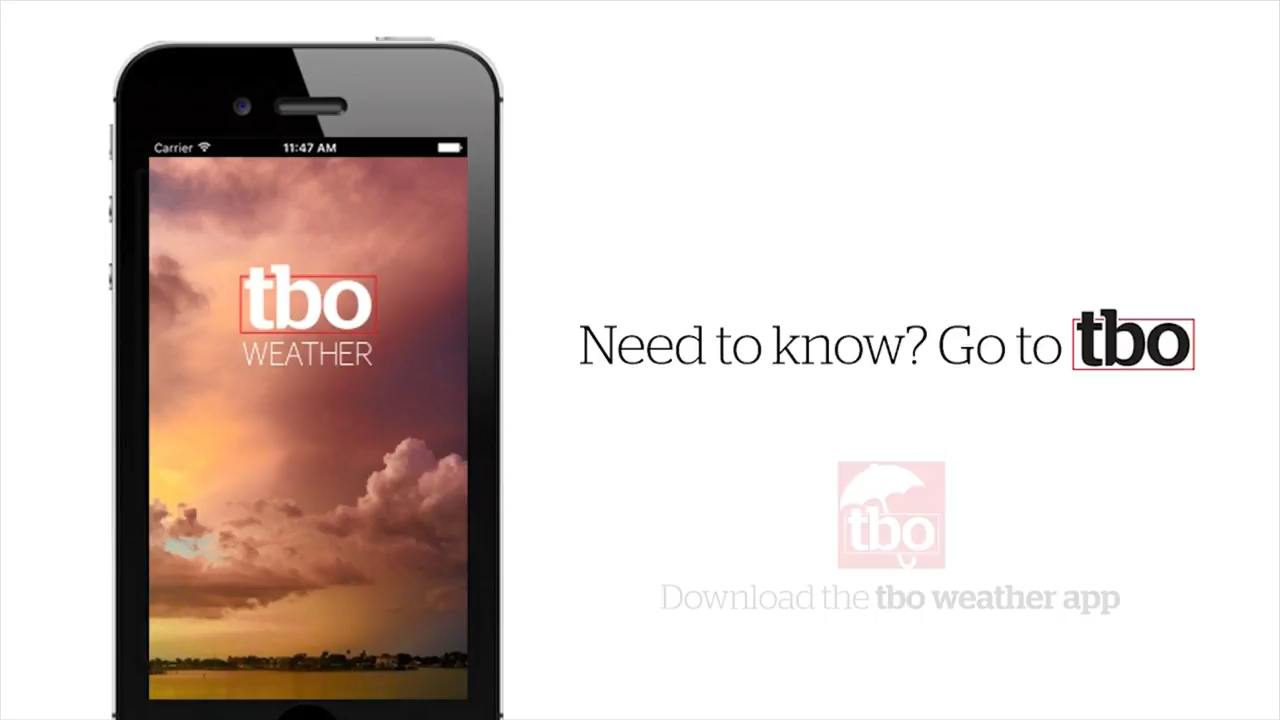 Carrier 11:47 AM
tbo
WEATHER
Need to know? Go to tbo
tbo
Download the tbo weather app